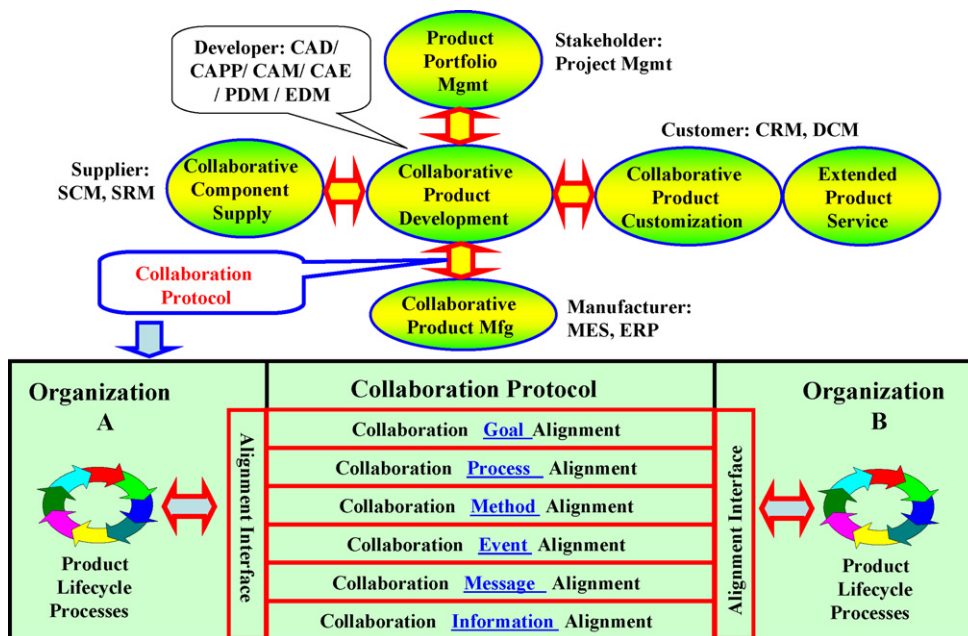 Developer: CAD/
CAPP/ CAM/ CAE
/ PDM / EDM
Product
Portfolio
Mgmt
Stakeholder:
Project Mgmt
Customer: CRM, DCM
Supplier:
SCM, SRM
Collaborative
Component
Supply
Collaborative
Product
Development
Collaborative
Product
Customization
Extended
Product
Service
Collaboration
Protocol
Collaborative
Product Mfg
Manufacturer:
MES, ERP
Organization
A
Collaboration Protocol
Organization
B
Alignment Interface
Collaboration Goal Alignment
Collaboration Process Alignment
Collaboration Method Alignment
Collaboration Event Alignment
Collaboration Message Alignment
Collaboration Information Alignment
Alignment Interface
Product
Lifecycle
Processes
Product
Lifecycle
Processes